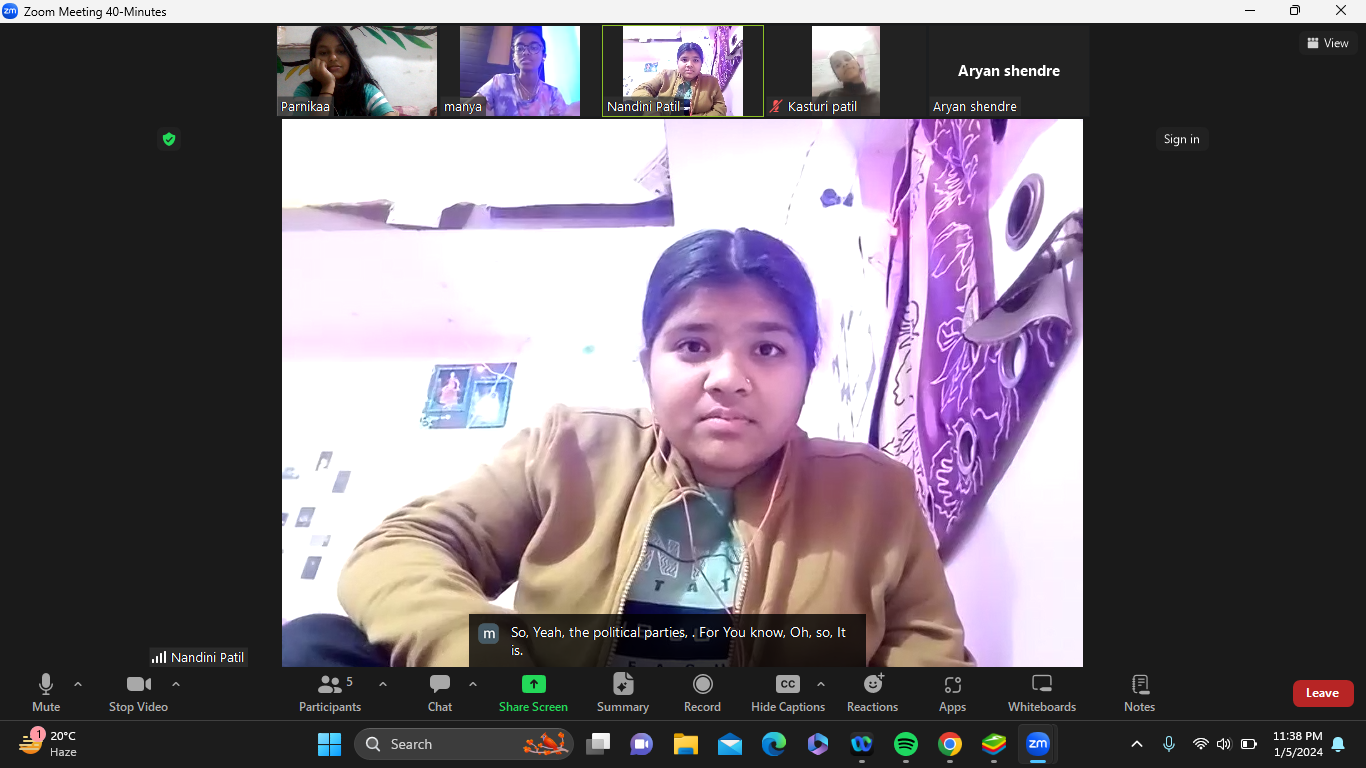 zm Zoom Meeting 40-Minutes
View
Aryan shendre
Parnikaa
manya
Nandini Patil
Kasturi patil
Aryan shendre
Sign in
m So, Yeah, the political parties, . For You know, Oh, so, It
is.
Nandini Patil
5
CC
Mute
Stop Video
Participants
Chat
Share Screen
Summary
Record
Hide Captions
Reactions
Apps
Whiteboards
Notes
Leave
1
20°C
Haze
Search
zm
11:38 PM
1/5/2024